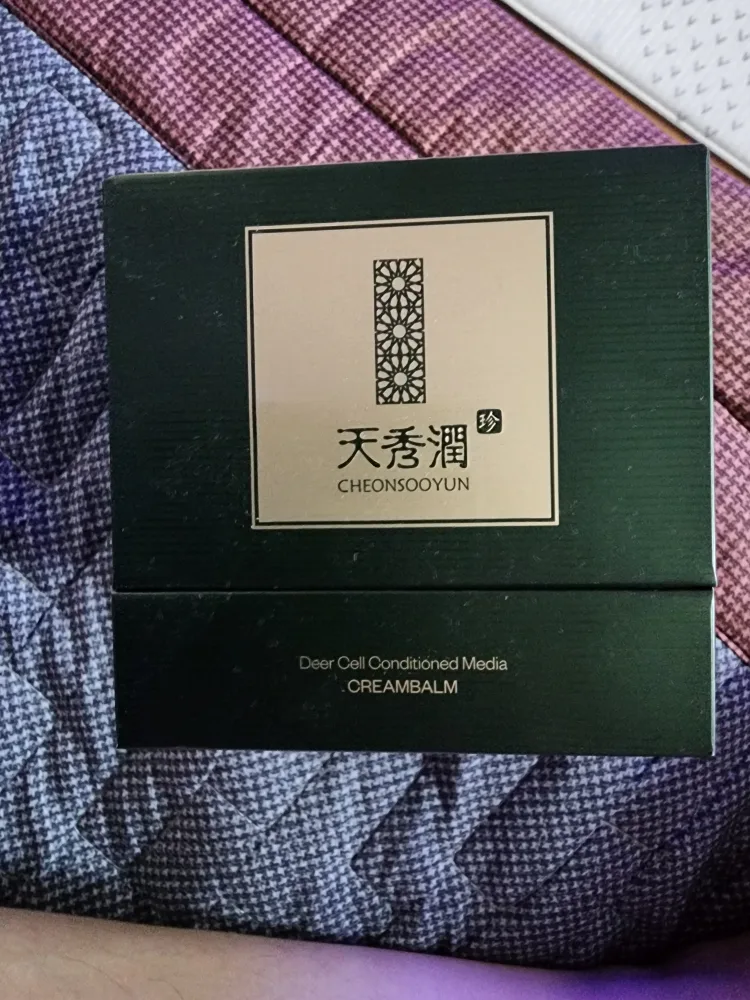 天秀潤 珍
CHEONSOOYUN
Deer Cell Conditioned Media
CREAMBALM